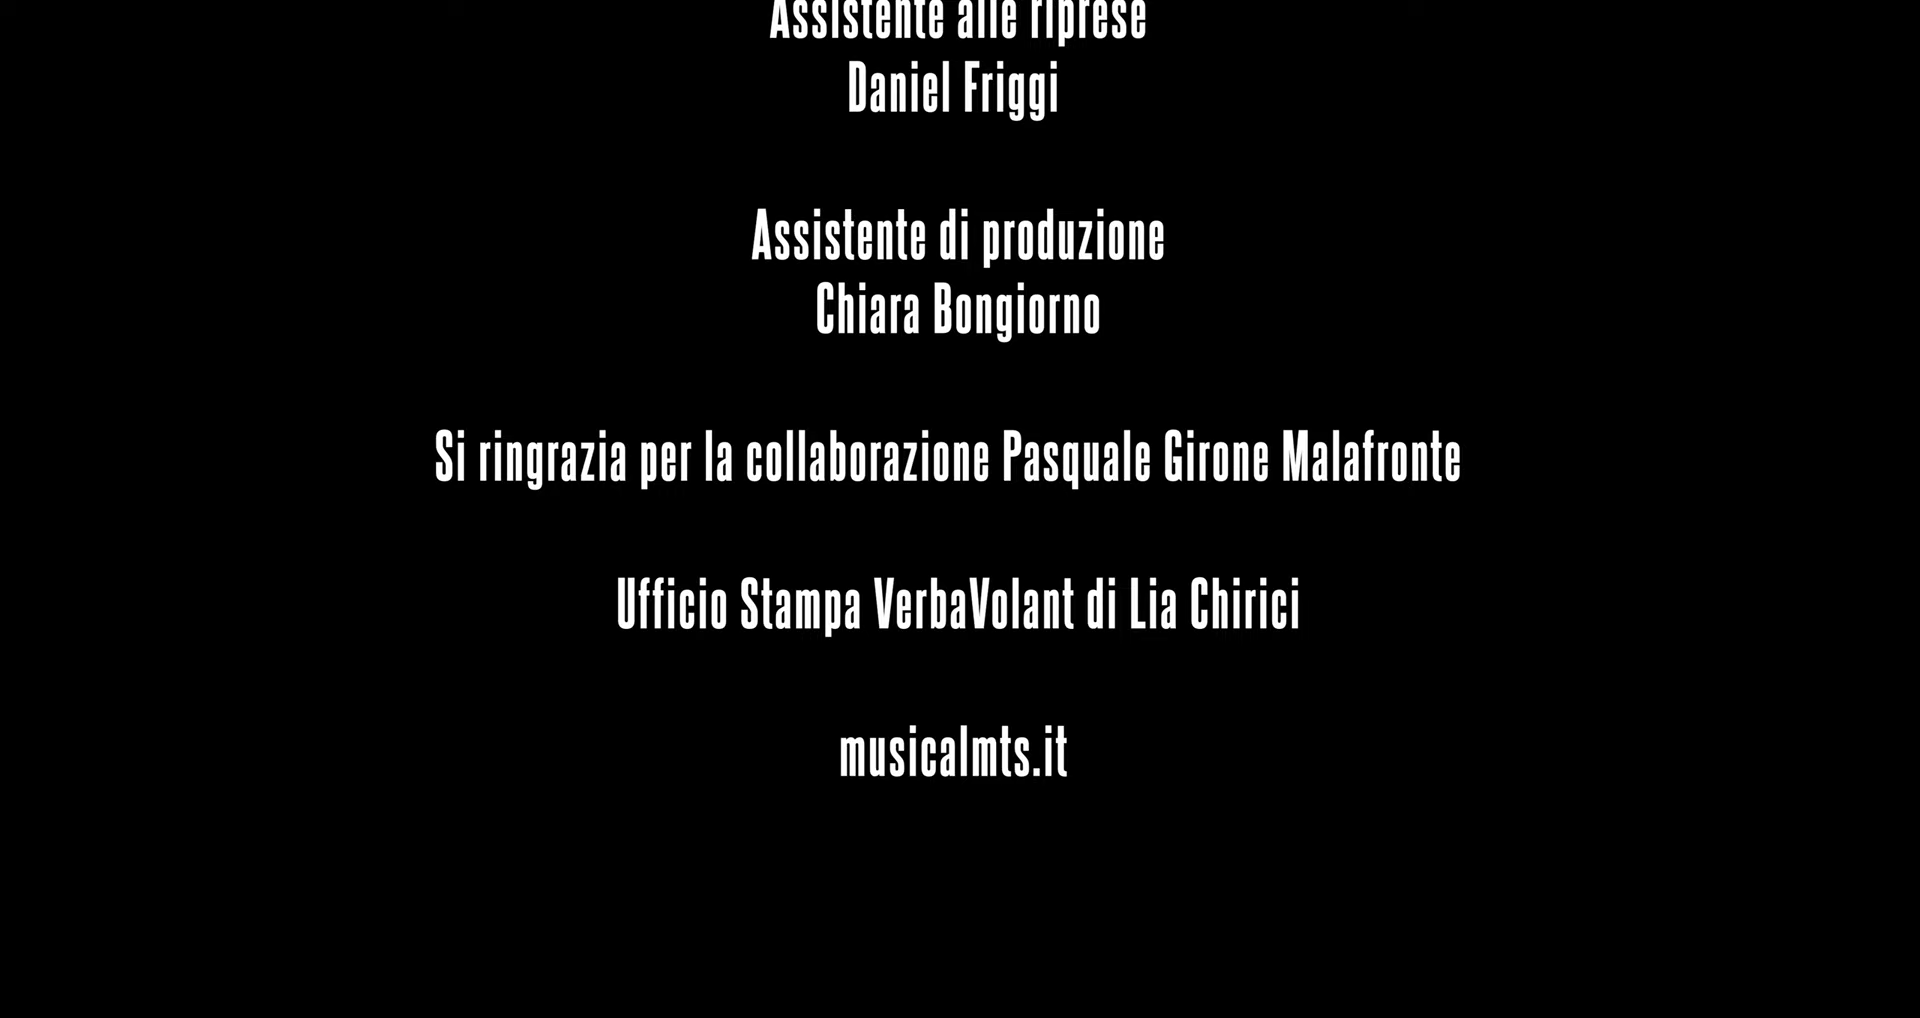 Assistente alle riprese
Daniel Friggi
Assistente di produzione
Chiara Bongiorno
Si ringrazia per la collaborazione Pasquale Girone Malafronte
Ufficio Stampa VerbaVolant di Lia Chirici
musicalmts.it